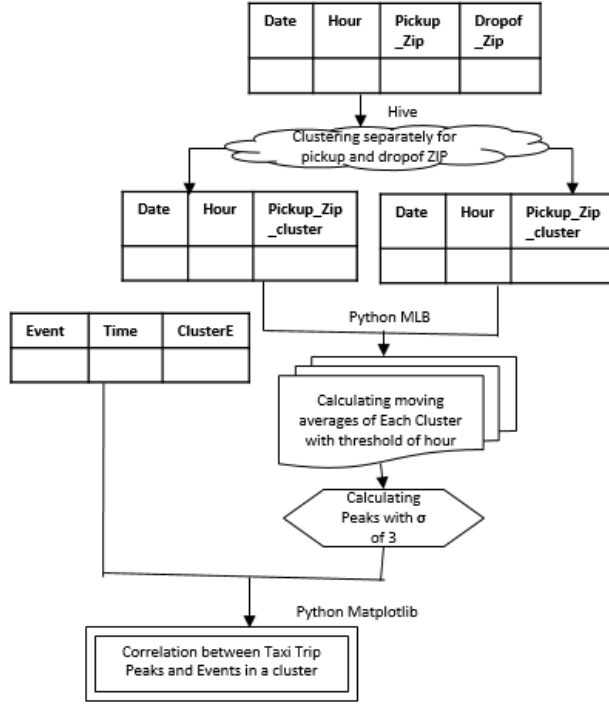 Date Hour Pickup Dropof
_Zip _Zip
Hive
Clustering separately for
pickup and dropof ZIP
Date Hour Pickup_Zip
_cluster
Date Hour Pickup_Zip
_cluster
Python MLB
Event Time ClusterE
Calculating moving
averages of Each Cluster
with threshold of hour
Calculating
Peaks with σ
of 3
Python Matplotlib
Correlation between Taxi Trip
Peaks and Events in a cluster